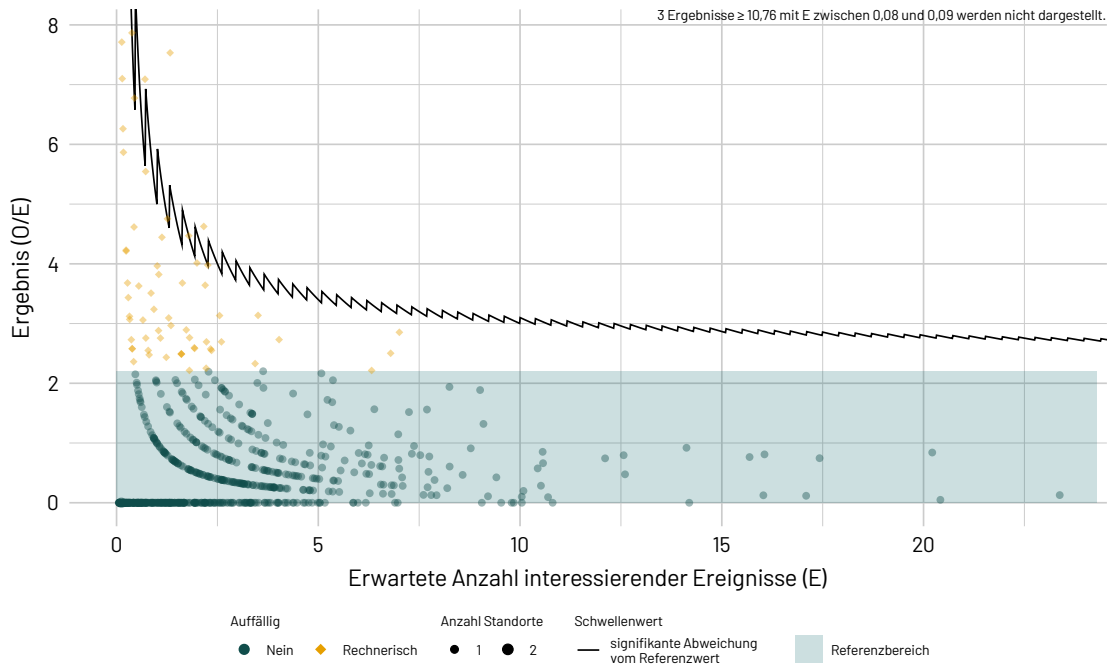 3 Ergebnisse ≥ 10,76 mit E zwischen 0,08 und 0,09 werden nicht dargestellt.
8
6
4
2
0
Ergebnis (O/E)
0 5 10 15 20
Erwartete Anzahl interessierender Ereignisse (E)
Auffällig Anzahl Standorte Schwellenwert
Nein Rechnerisch 1 2 signifikante Abweichung
vom Referenzwert
Referenzbereich